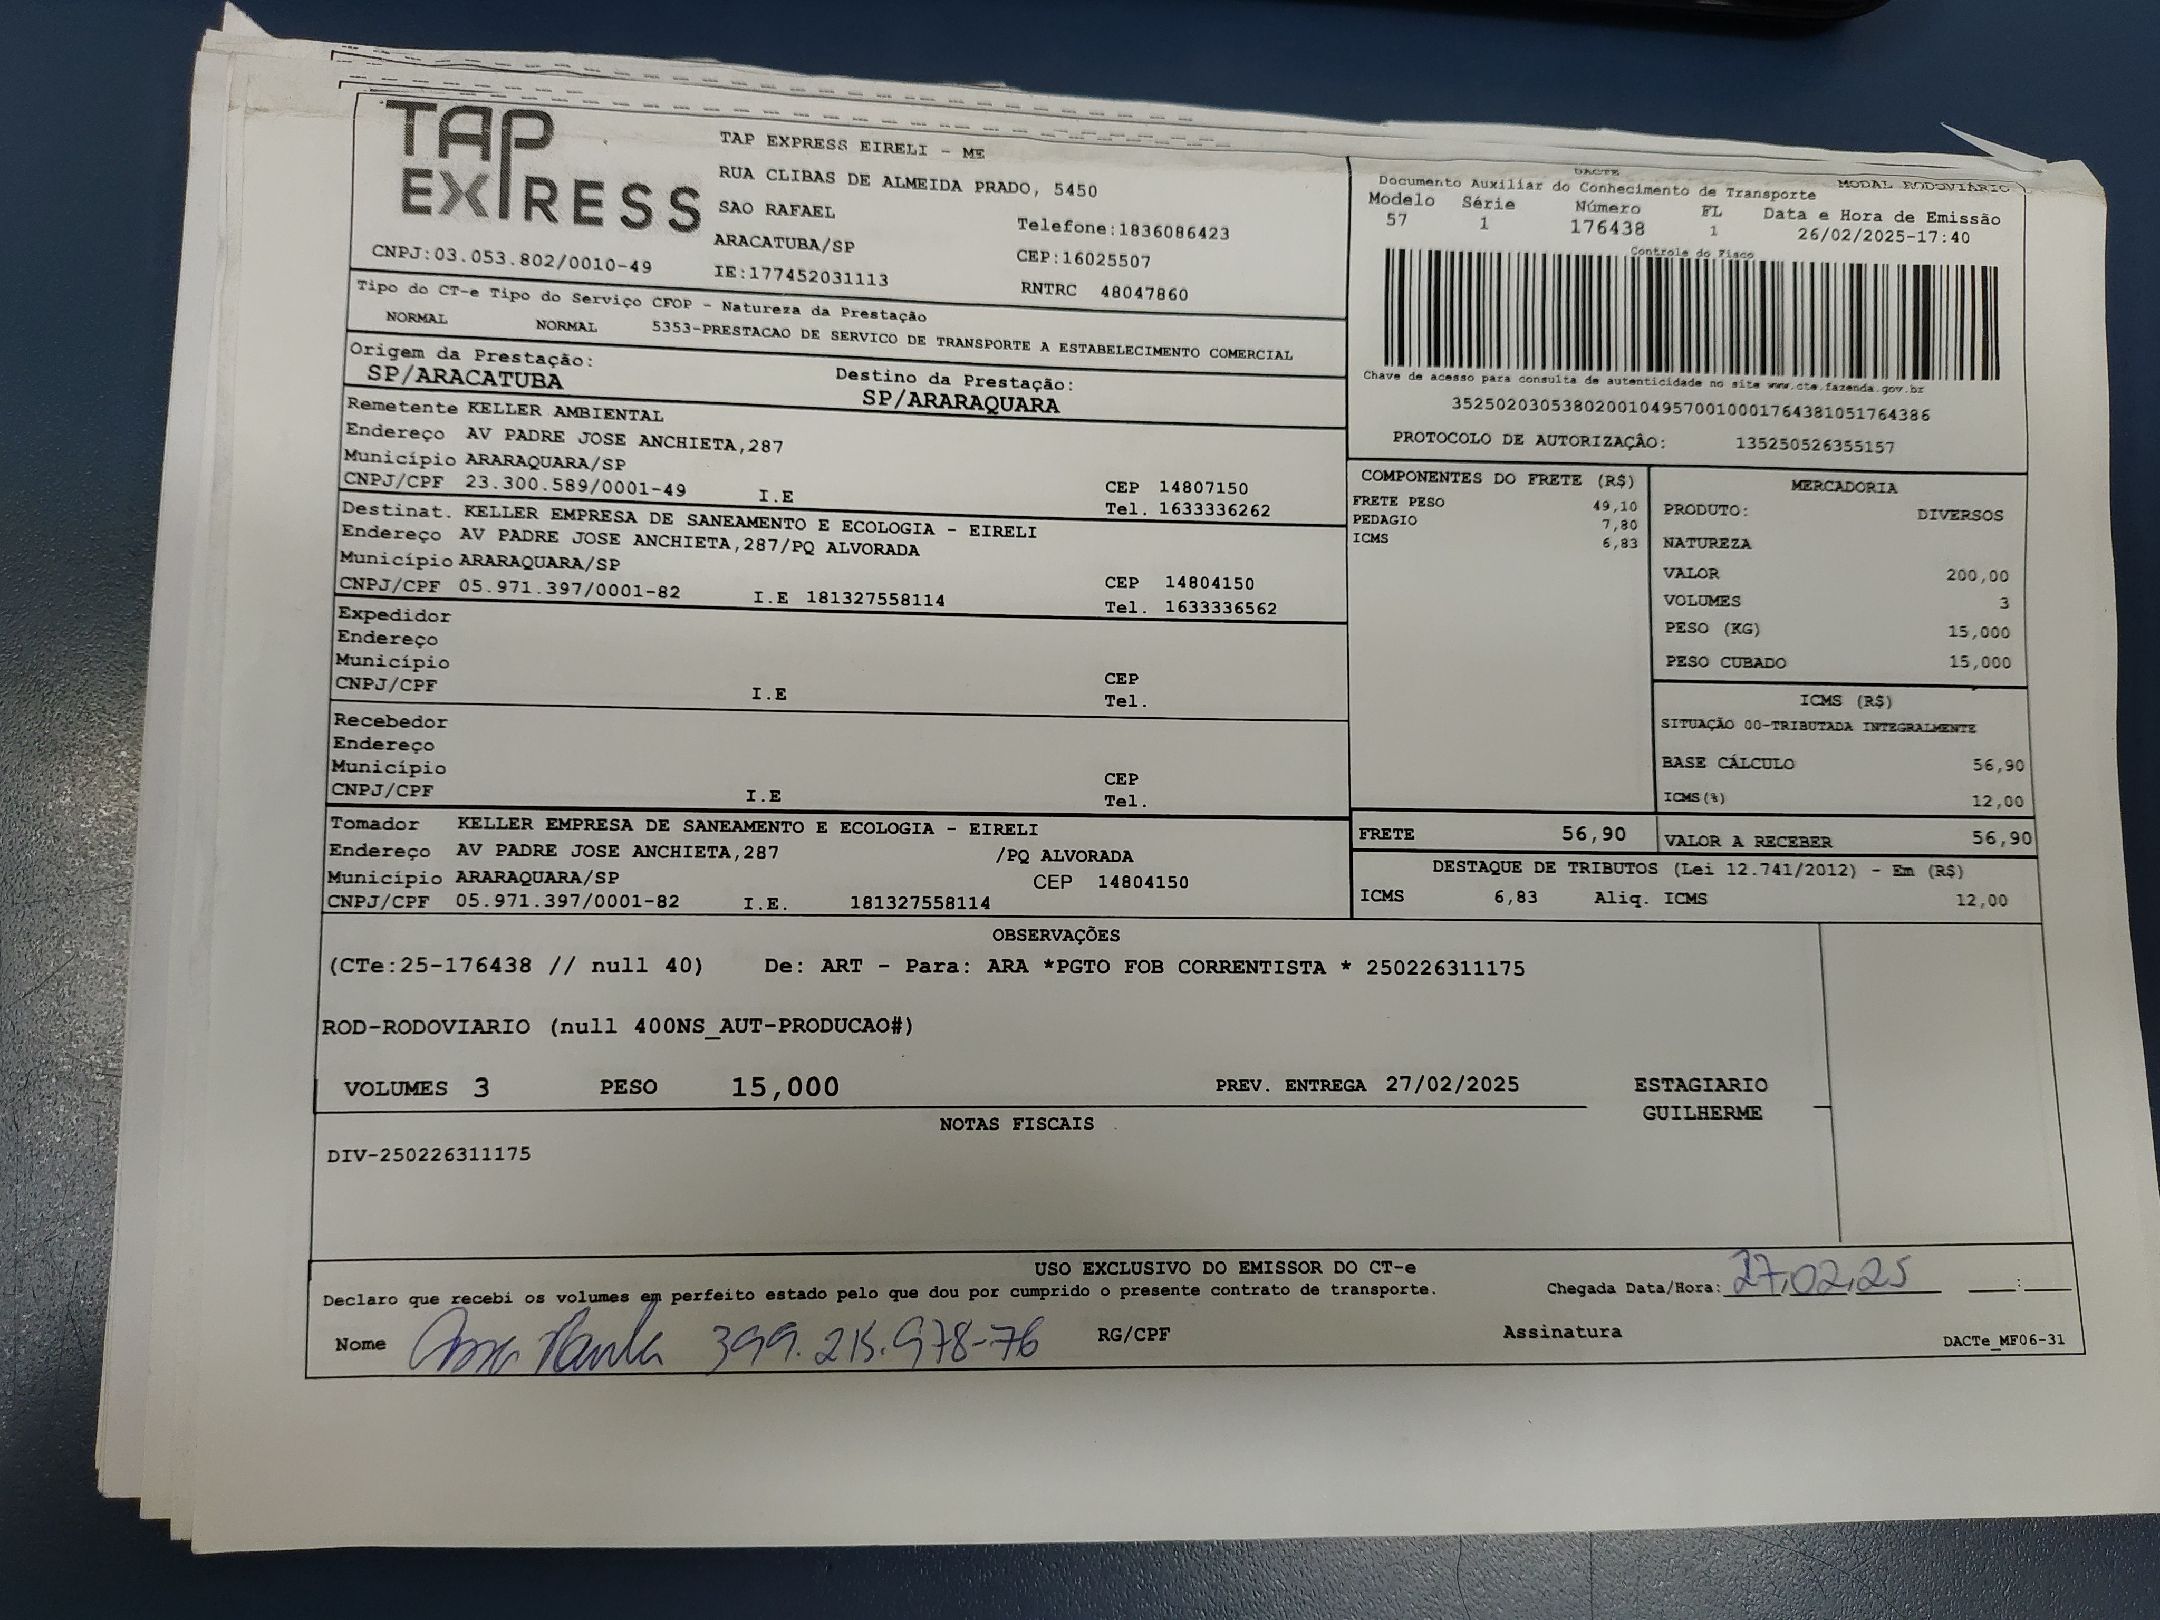 TAP
EXPRESS
TAP EXPRESS EIRELI - ME
RUA CLIBAS DE ALMEIDA PRADO, 5450
SAO RAFAEL
Telefone:1836086423
ARACATUBA/SP
CEP:16025507
CNPJ:03.053.802/0010-49
IE:177452031113
RNTRC 48047860
DACTE
Documento Auxiliar do Conhecimento de Transporte
MODAL RODOVIÁRIO
Modelo Série Número FL Data e Hora de Emissão
57 1 176438 1 26/02/2025-17:40
Controle do Fisco
Chave de acesso para consulta de autenticidade no site www.cte.fazenda.gov.br
35250203053802001049570010001764381051764386
PROTOCOLO DE AUTORIZAÇÃO: 135250526355157
Tipo do CT-e Tipo do Serviço CFOP - Natureza da Prestação
NORMAL NORMAL 5353-PRESTACAO DE SERVICO DE TRANSPORTE A ESTABELECIMENTO COMERCIAL
Origem da Prestação:
SP/ARACATUBA
Destino da Prestação:
SP/ARARAQUARA
Remetente KELLER AMBIENTAL
Endereço AV PADRE JOSE ANCHIETA,287
Município ARARAQUARA/SP
CEP 14807150
CNPJ/CPF 23.300.589/0001-49 I.E
Tel. 1633336262
Destinat. KELLER EMPRESA DE SANEAMENTO E ECOLOGIA - EIRELI
Endereço AV PADRE JOSE ANCHIETA,287/PQ ALVORADA
Município ARARAQUARA/SP
CEP 14804150
CNPJ/CPF 05.971.397/0001-82 I.E 181327558114
Tel. 1633336562
Expedidor
Endereço
Município
CEP
CNPJ/CPF I.E
Tel.
Recebedor
Endereço
Município
CEP
CNPJ/CPF I.E
Tel.
Tomador KELLER EMPRESA DE SANEAMENTO E ECOLOGIA - EIRELI
Endereço AV PADRE JOSE ANCHIETA,287 /PQ ALVORADA
Município ARARAQUARA/SP CEP 14804150
CNPJ/CPF 05.971.397/0001-82 I.E. 181327558114
COMPONENTES DO FRETE (R$)
FRETE PESO 49,10
PEDAGIO 7,80
ICMS 6,83
MERCADORIA
PRODUTO: DIVERSOS
NATUREZA
VALOR 200,00
VOLUMES 3
PESO (KG) 15,000
PESO CUBADO 15,000
ICMS (R$)
SITUAÇÃO 00-TRIBUTADA INTEGRALMENTE
BASE CÁLCULO 56,90
ICMS(%) 12,00
FRETE 56,90
VALOR A RECEBER 56,90
DESTAQUE DE TRIBUTOS (Lei 12.741/2012) - Em (R$)
ICMS 6,83 Aliq. ICMS 12,00
OBSERVAÇÕES
(CTe:25-176438 // null 40) De: ART - Para: ARA *PGTO FOB CORRENTISTA * 250226311175
ROD-RODOVIARIO (null 400NS_AUT-PRODUCAO#)
VOLUMES 3 PESO 15,000 PREV. ENTREGA 27/02/2025 ESTAGIARIO
GUILHERME
NOTAS FISCAIS
DIV-250226311175
USO EXCLUSIVO DO EMISSOR DO CT-e
Declaro que recebi os volumes em perfeito estado pelo que dou por cumprido o presente contrato de transporte.
Chegada Data/Hora: 27.02.25 :
Nome Ana Paula 399.215.978-76 RG/CPF Assinatura
DACTe_MF06-31